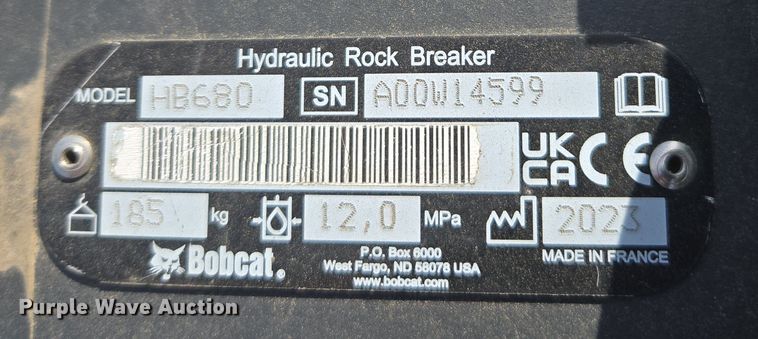 Hydraulic Rock Breaker
MODEL HB680 SN A00W14599
UK
CA CE
185 kg 12,0 MPa 2023
Bobcat. P.O. Box 6000 MADE IN FRANCE
West Fargo, ND 58078 USA
www.bobcat.com
Purple Wave Auction